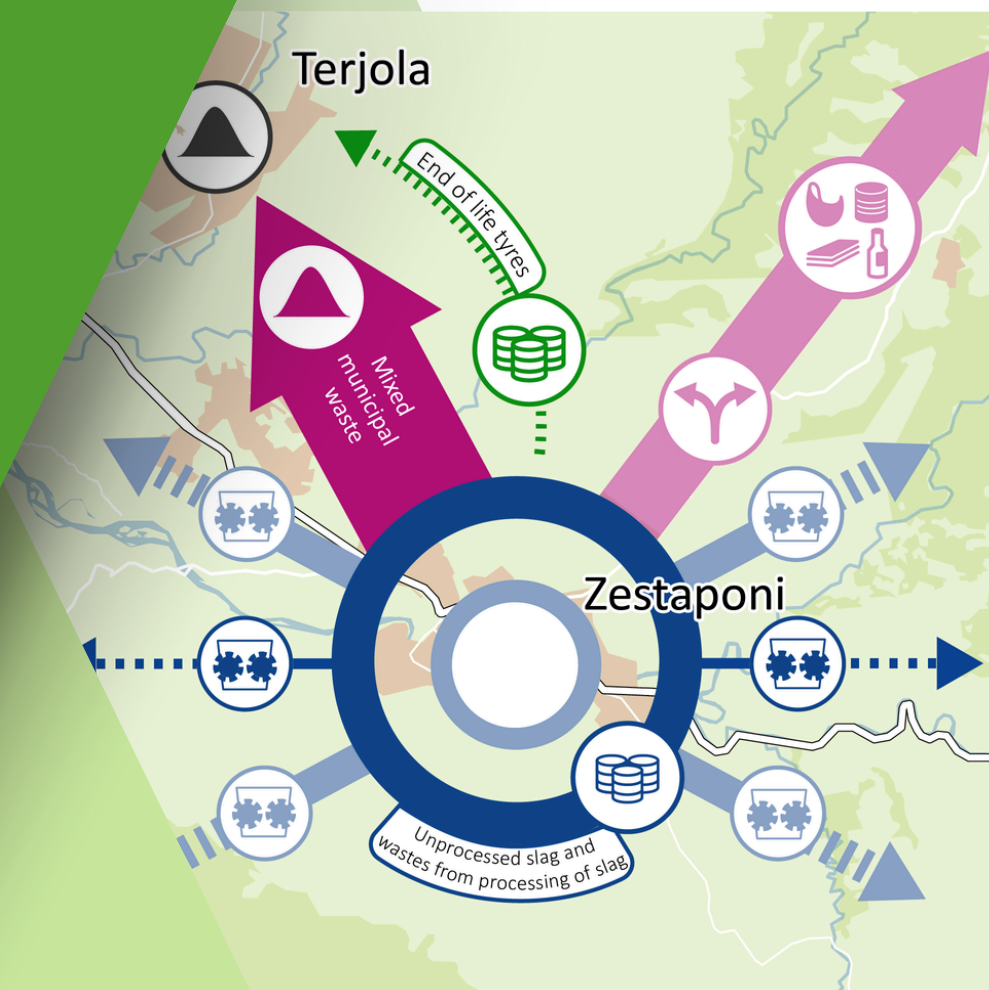 Terjola
End of life tyres
Mixed
municipal
waste
Zestaponi
Unprocessed slag and
wastes from processing of slag